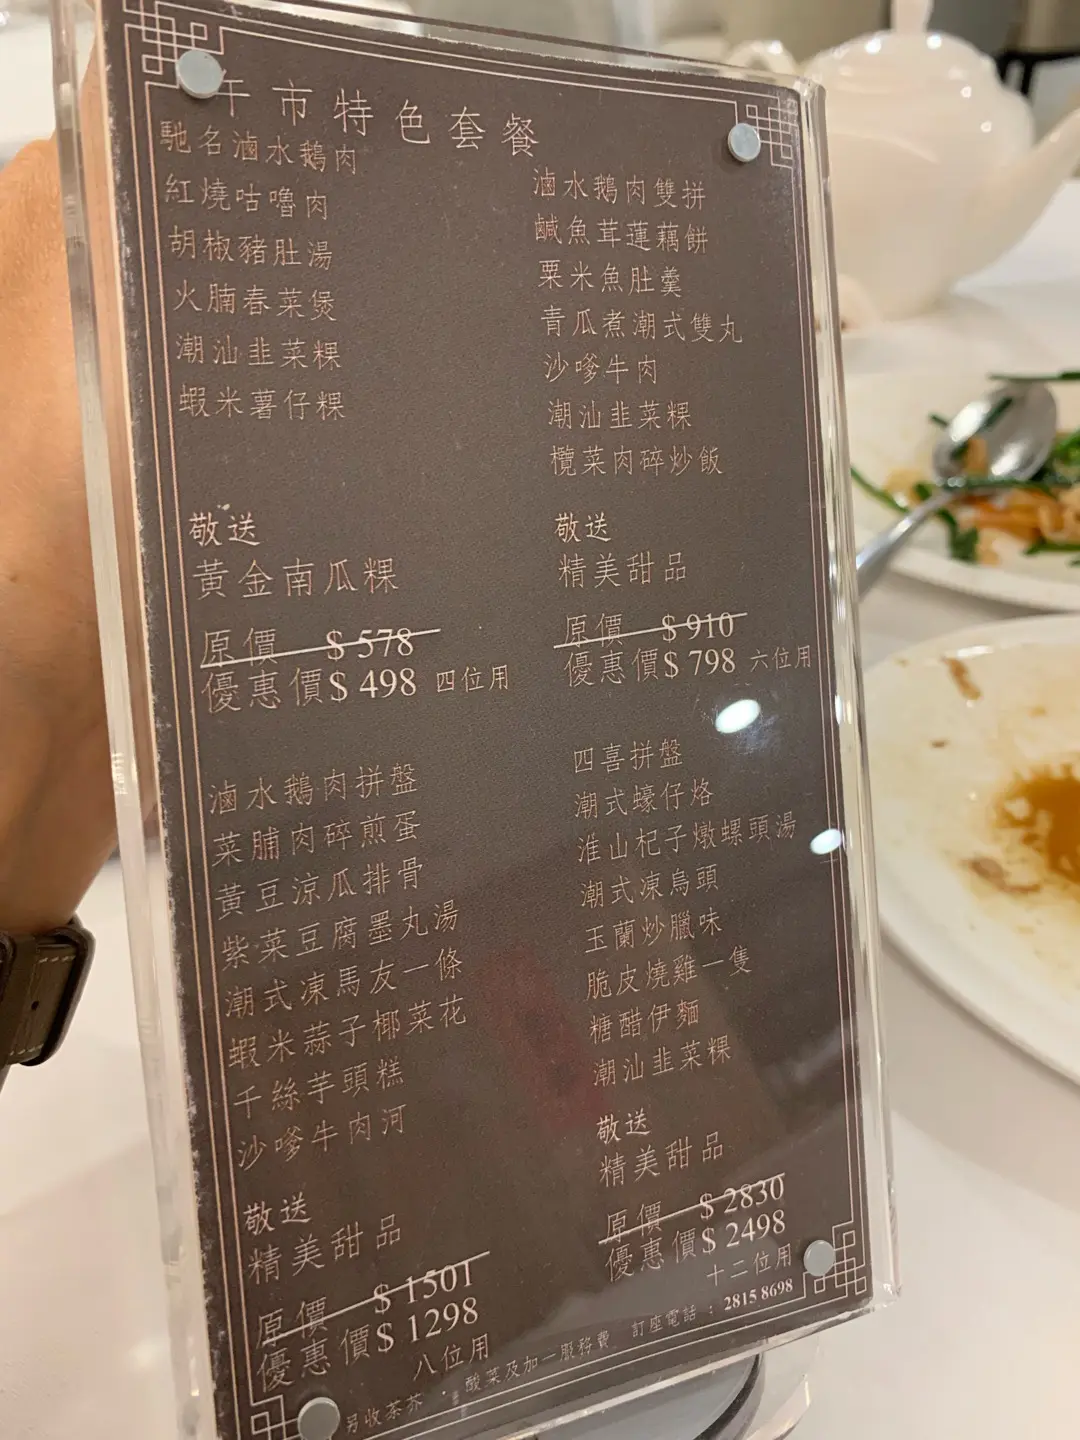 午市特色套餐
馳名滷水鵝肉
紅燒咕嚕肉
胡椒豬肚湯
火腩春菜煲
潮汕韭菜粿
蝦米薯仔粿
敬送
黃金南瓜粿
原價 $578
優惠價$498 四位用
滷水鵝肉雙拼
鹹魚茸蓮藕餅
粟米魚肚羹
青瓜煮潮式雙丸
沙嗲牛肉
潮汕韭菜粿
欖菜肉碎炒飯
敬送
精美甜品
原價 $910
優惠價$798 六位用
滷水鵝肉拼盤
菜脯肉碎煎蛋
黃豆涼瓜排骨
紫菜豆腐墨丸湯
潮式凍馬友一條
蝦米蒜子椰菜花
千絲芋頭糕
沙嗲牛肉河
敬送
精美甜品
原價 $1501
優惠價$1298
八位用
四喜拼盤
潮式蠔仔烙
淮山杞子燉螺頭湯
潮式凍烏頭
玉蘭炒臘味
脆皮燒雞一隻
糖醋伊麵
潮汕韭菜粿
敬送
精美甜品
原價 $2830
優惠價$2498
十二位用
另收茶芥、酸菜及加一服務費 訂座電話：2815 8698